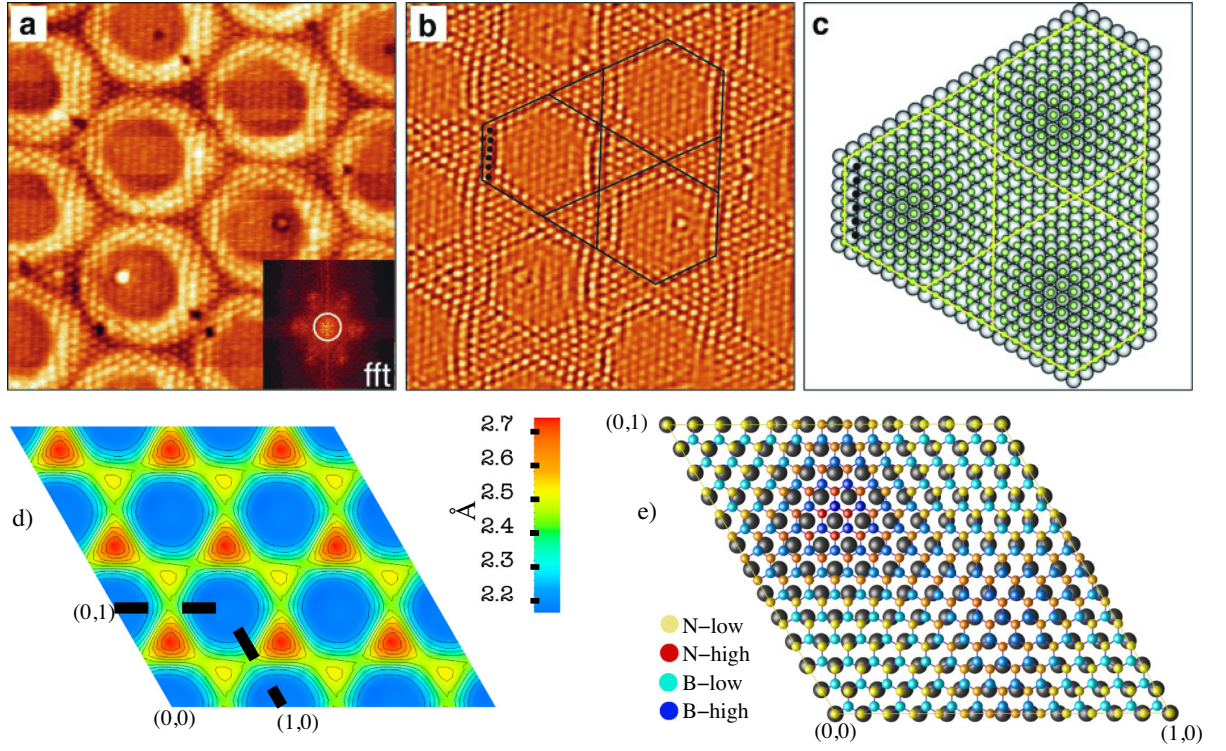 a
b
c
fft
d)
2.7
2.6
2.5
2.4
2.3
2.2
Å
(0,1)
(0,0)
(1,0)
e)
(0,1)
N-low
N-high
B-low
B-high
(0,0)
(1,0)